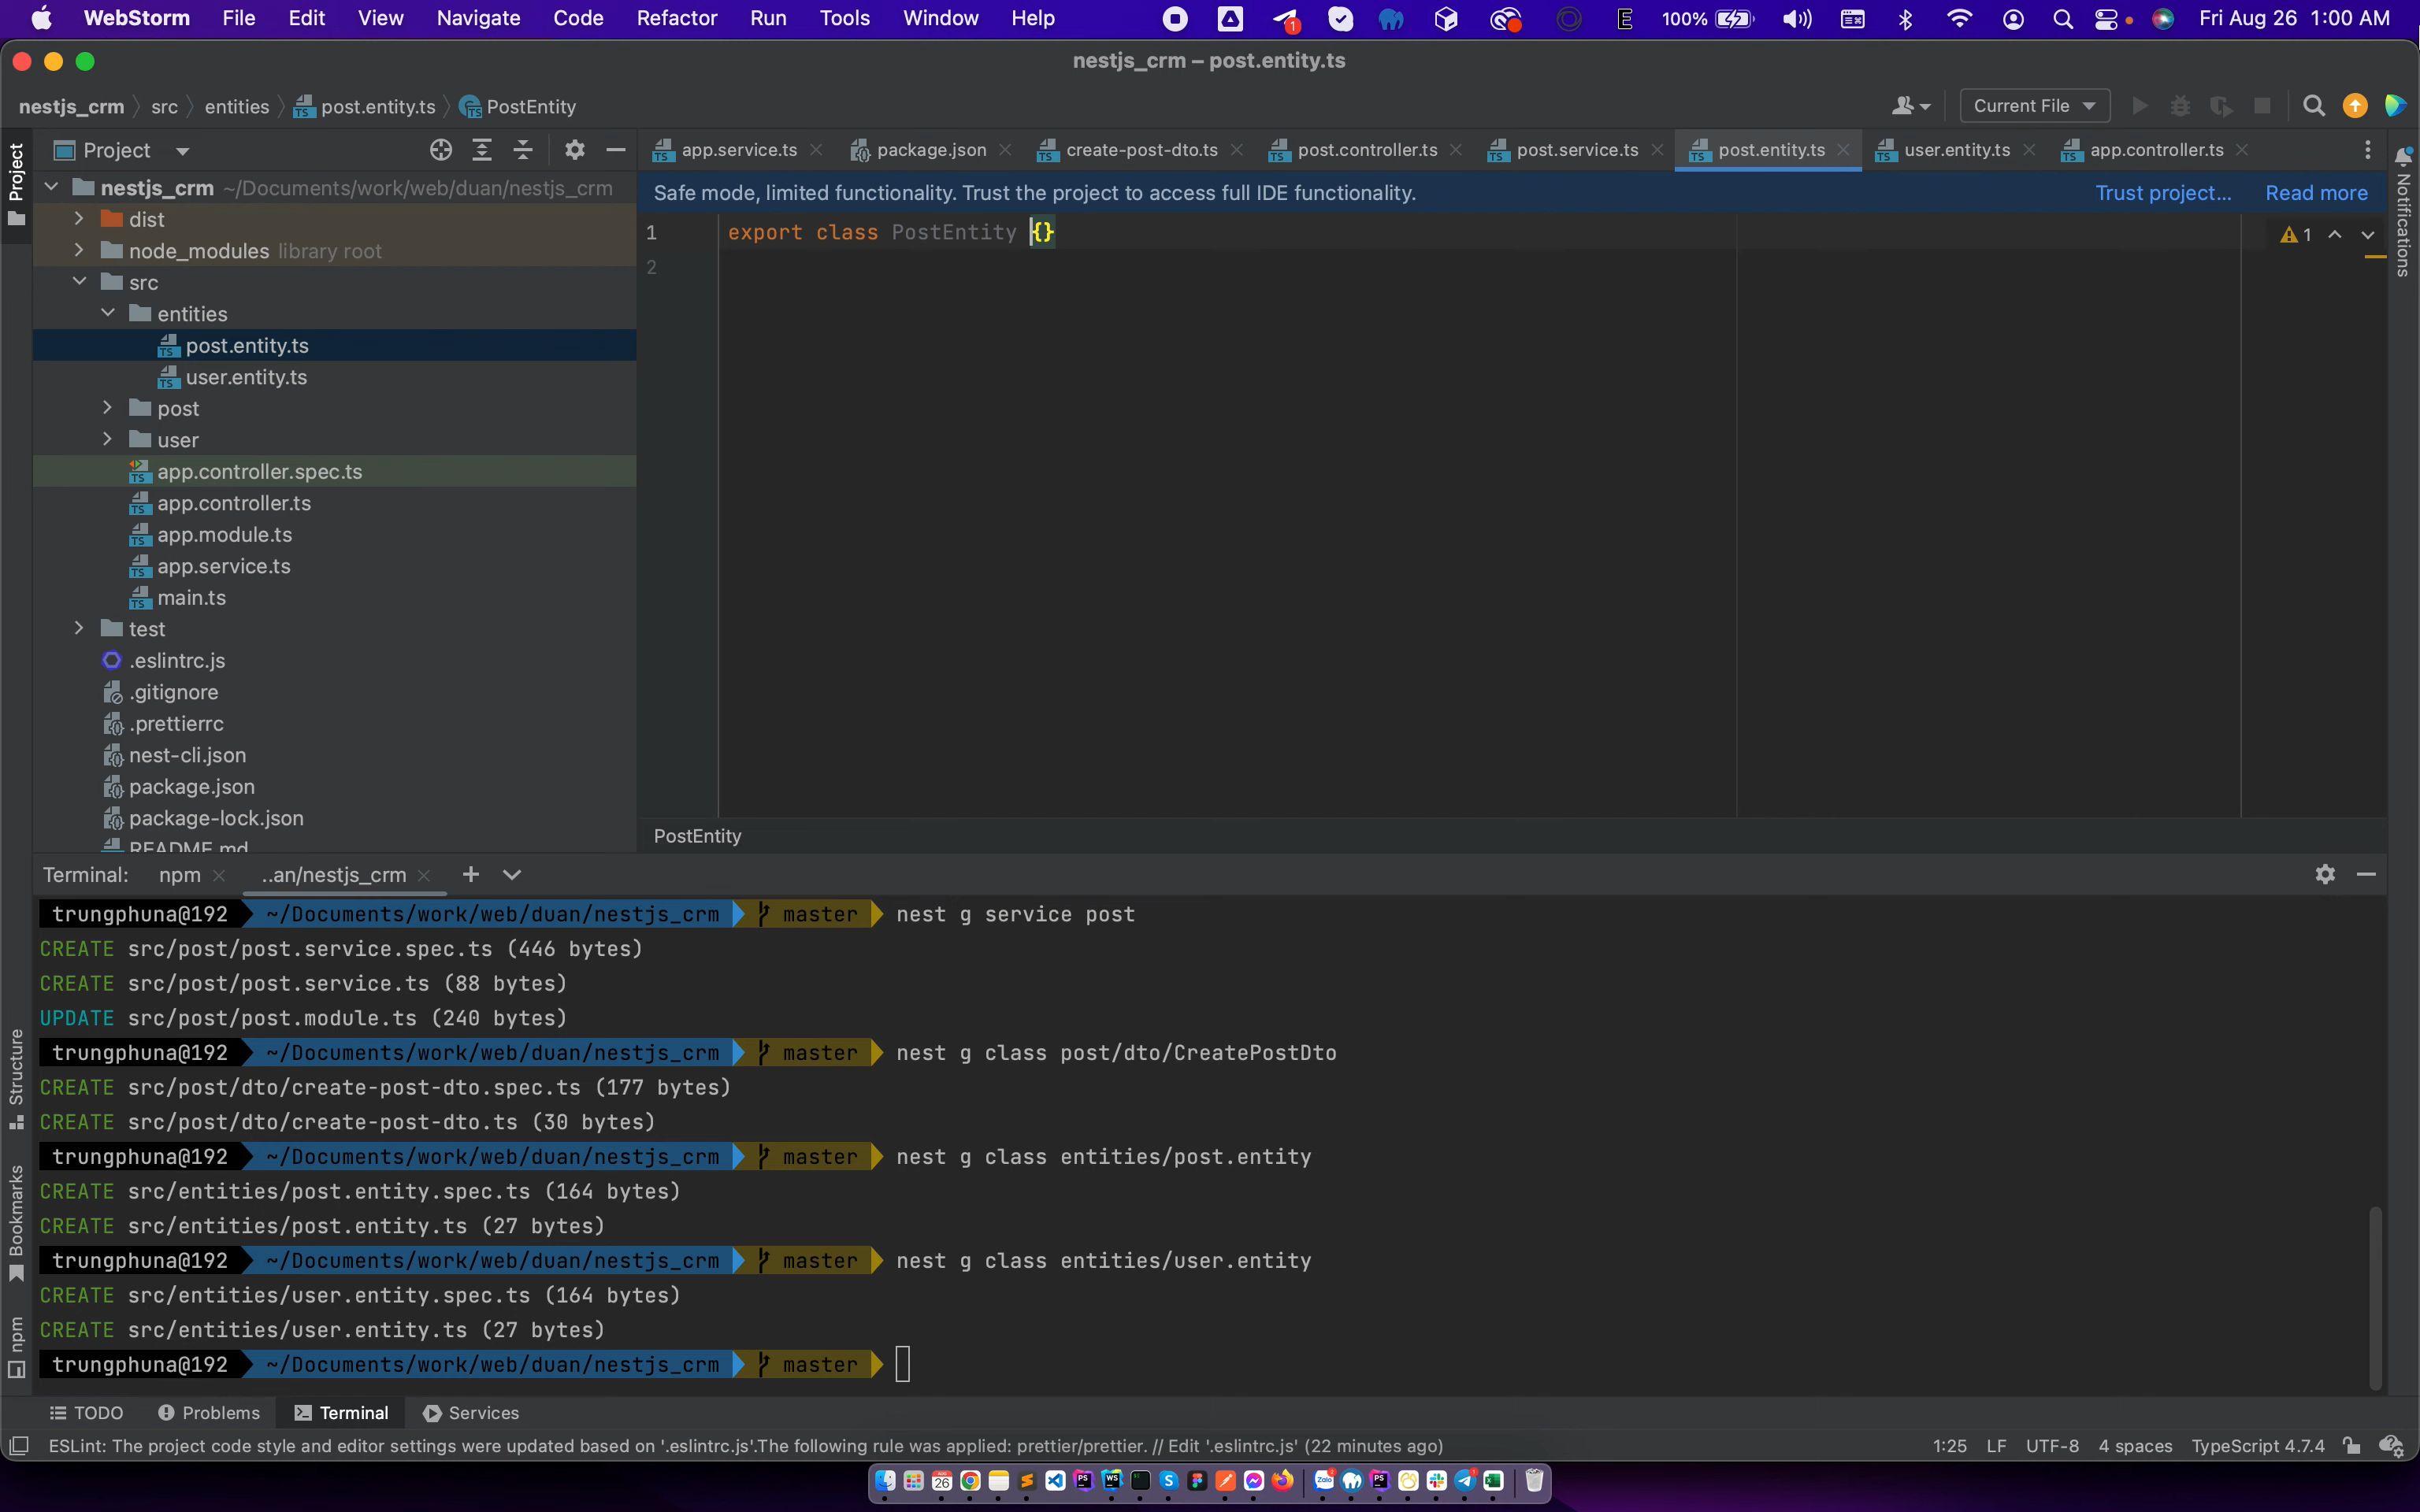 WebStorm File Edit View Navigate Code Refactor Run Tools Window Help 1 E 100% Fri Aug 26 1:00 AM
nestjs_crm – post.entity.ts
nestjs_crm src entities post.entity.ts PostEntity Current File
Project
Project
app.service.ts package.json create-post-dto.ts post.controller.ts post.service.ts post.entity.ts user.entity.ts app.controller.ts
Notifications
nestjs_crm ~/Documents/work/web/duan/nestjs_crm
Safe mode, limited functionality. Trust the project to access full IDE functionality. Trust project... Read more
dist
node_modules library root
src
entities
post.entity.ts
user.entity.ts
post
user
app.controller.spec.ts
app.controller.ts
app.module.ts
app.service.ts
main.ts
test
.eslintrc.js
.gitignore
.prettierrc
nest-cli.json
package.json
package-lock.json
README.md
1 export class PostEntity {}
2
1
PostEntity
Terminal: npm ..an/nestjs_crm
trungphuna@192 ~/Documents/work/web/duan/nestjs_crm master nest g service post
CREATE src/post/post.service.spec.ts (446 bytes)
CREATE src/post/post.service.ts (88 bytes)
UPDATE src/post/post.module.ts (240 bytes)
trungphuna@192 ~/Documents/work/web/duan/nestjs_crm master nest g class post/dto/CreatePostDto
CREATE src/post/dto/create-post-dto.spec.ts (177 bytes)
CREATE src/post/dto/create-post-dto.ts (30 bytes)
trungphuna@192 ~/Documents/work/web/duan/nestjs_crm master nest g class entities/post.entity
CREATE src/entities/post.entity.spec.ts (164 bytes)
CREATE src/entities/post.entity.ts (27 bytes)
trungphuna@192 ~/Documents/work/web/duan/nestjs_crm master nest g class entities/user.entity
CREATE src/entities/user.entity.spec.ts (164 bytes)
CREATE src/entities/user.entity.ts (27 bytes)
trungphuna@192 ~/Documents/work/web/duan/nestjs_crm master
Structure
Bookmarks
npm
TODO Problems Terminal Services
ESLint: The project code style and editor settings were updated based on '.eslintrc.js'.The following rule was applied: prettier/prettier. // Edit '.eslintrc.js' (22 minutes ago) 1:25 LF UTF-8 4 spaces TypeScript 4.7.4